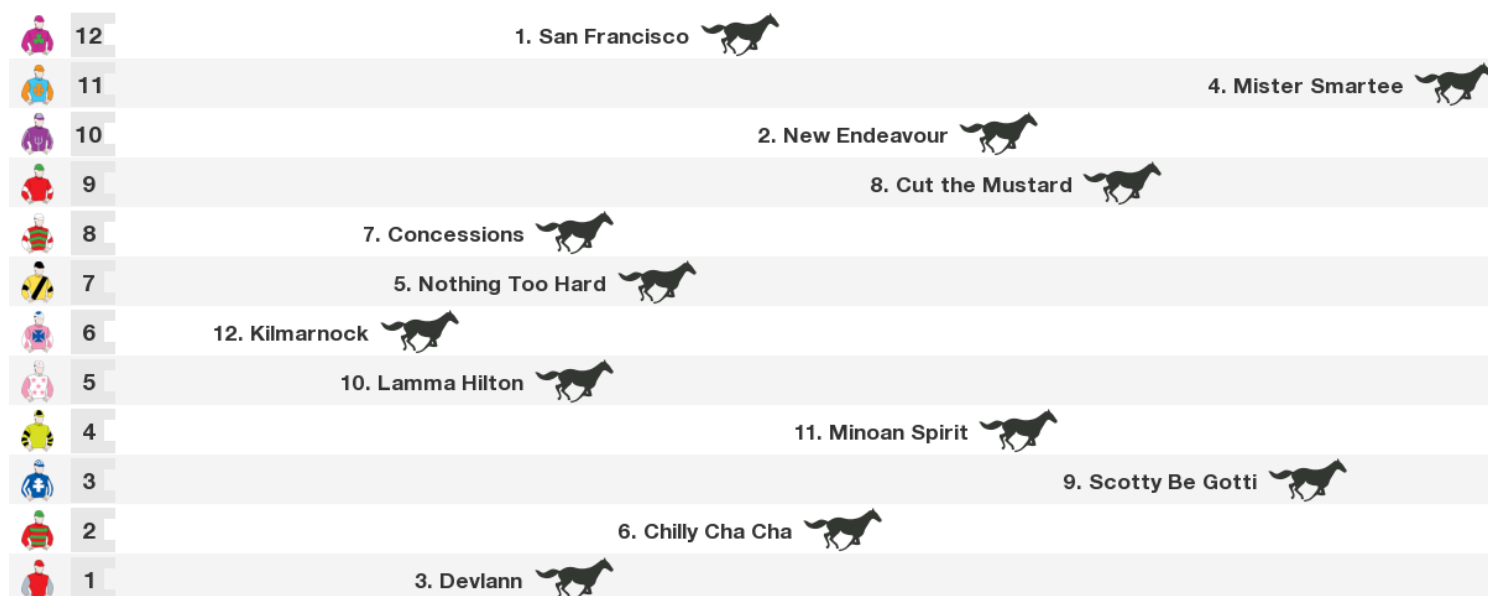 12 1. San Francisco
11 4. Mister Smartee
10 2. New Endeavour
9 8. Cut the Mustard
8 7. Concessions
7 5. Nothing Too Hard
6 12. Kilmarnock
5 10. Lamma Hilton
4 11. Minoan Spirit
3 9. Scotty Be Gotti
2 6. Chilly Cha Cha
1 3. Devlann